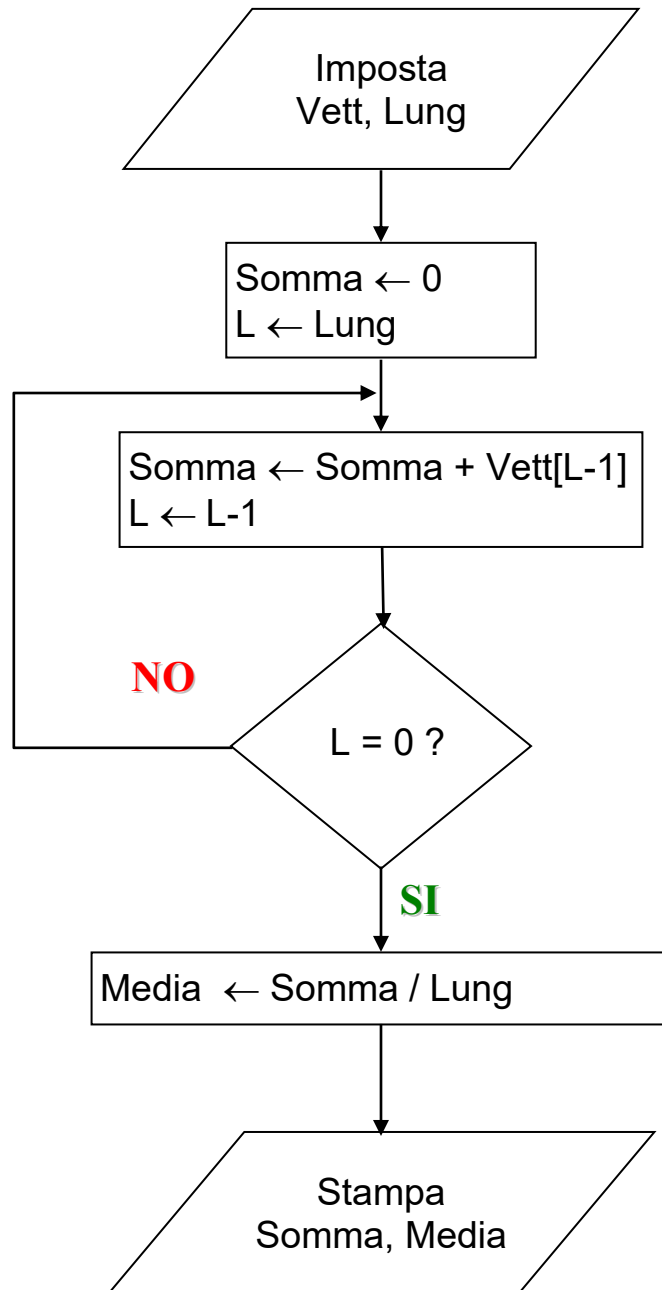 Imposta
Vett, Lung
Somma ← 0
L ← Lung
Somma ← Somma + Vett[L-1]
L ← L-1
NO
L = 0 ?
SI
Media ← Somma / Lung
Stampa
Somma, Media